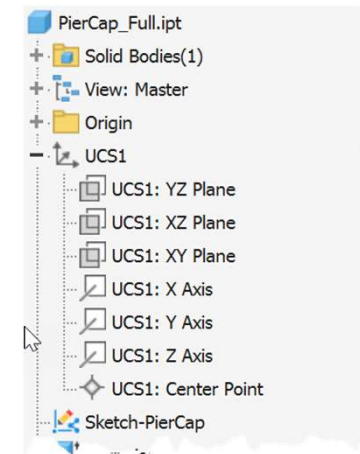 PierCap_Full.ipt
Solid Bodies(1)
View: Master
Origin
UCS1
UCS1: YZ Plane
UCS1: XZ Plane
UCS1: XY Plane
UCS1: X Axis
UCS1: Y Axis
UCS1: Z Axis
UCS1: Center Point
Sketch-PierCap